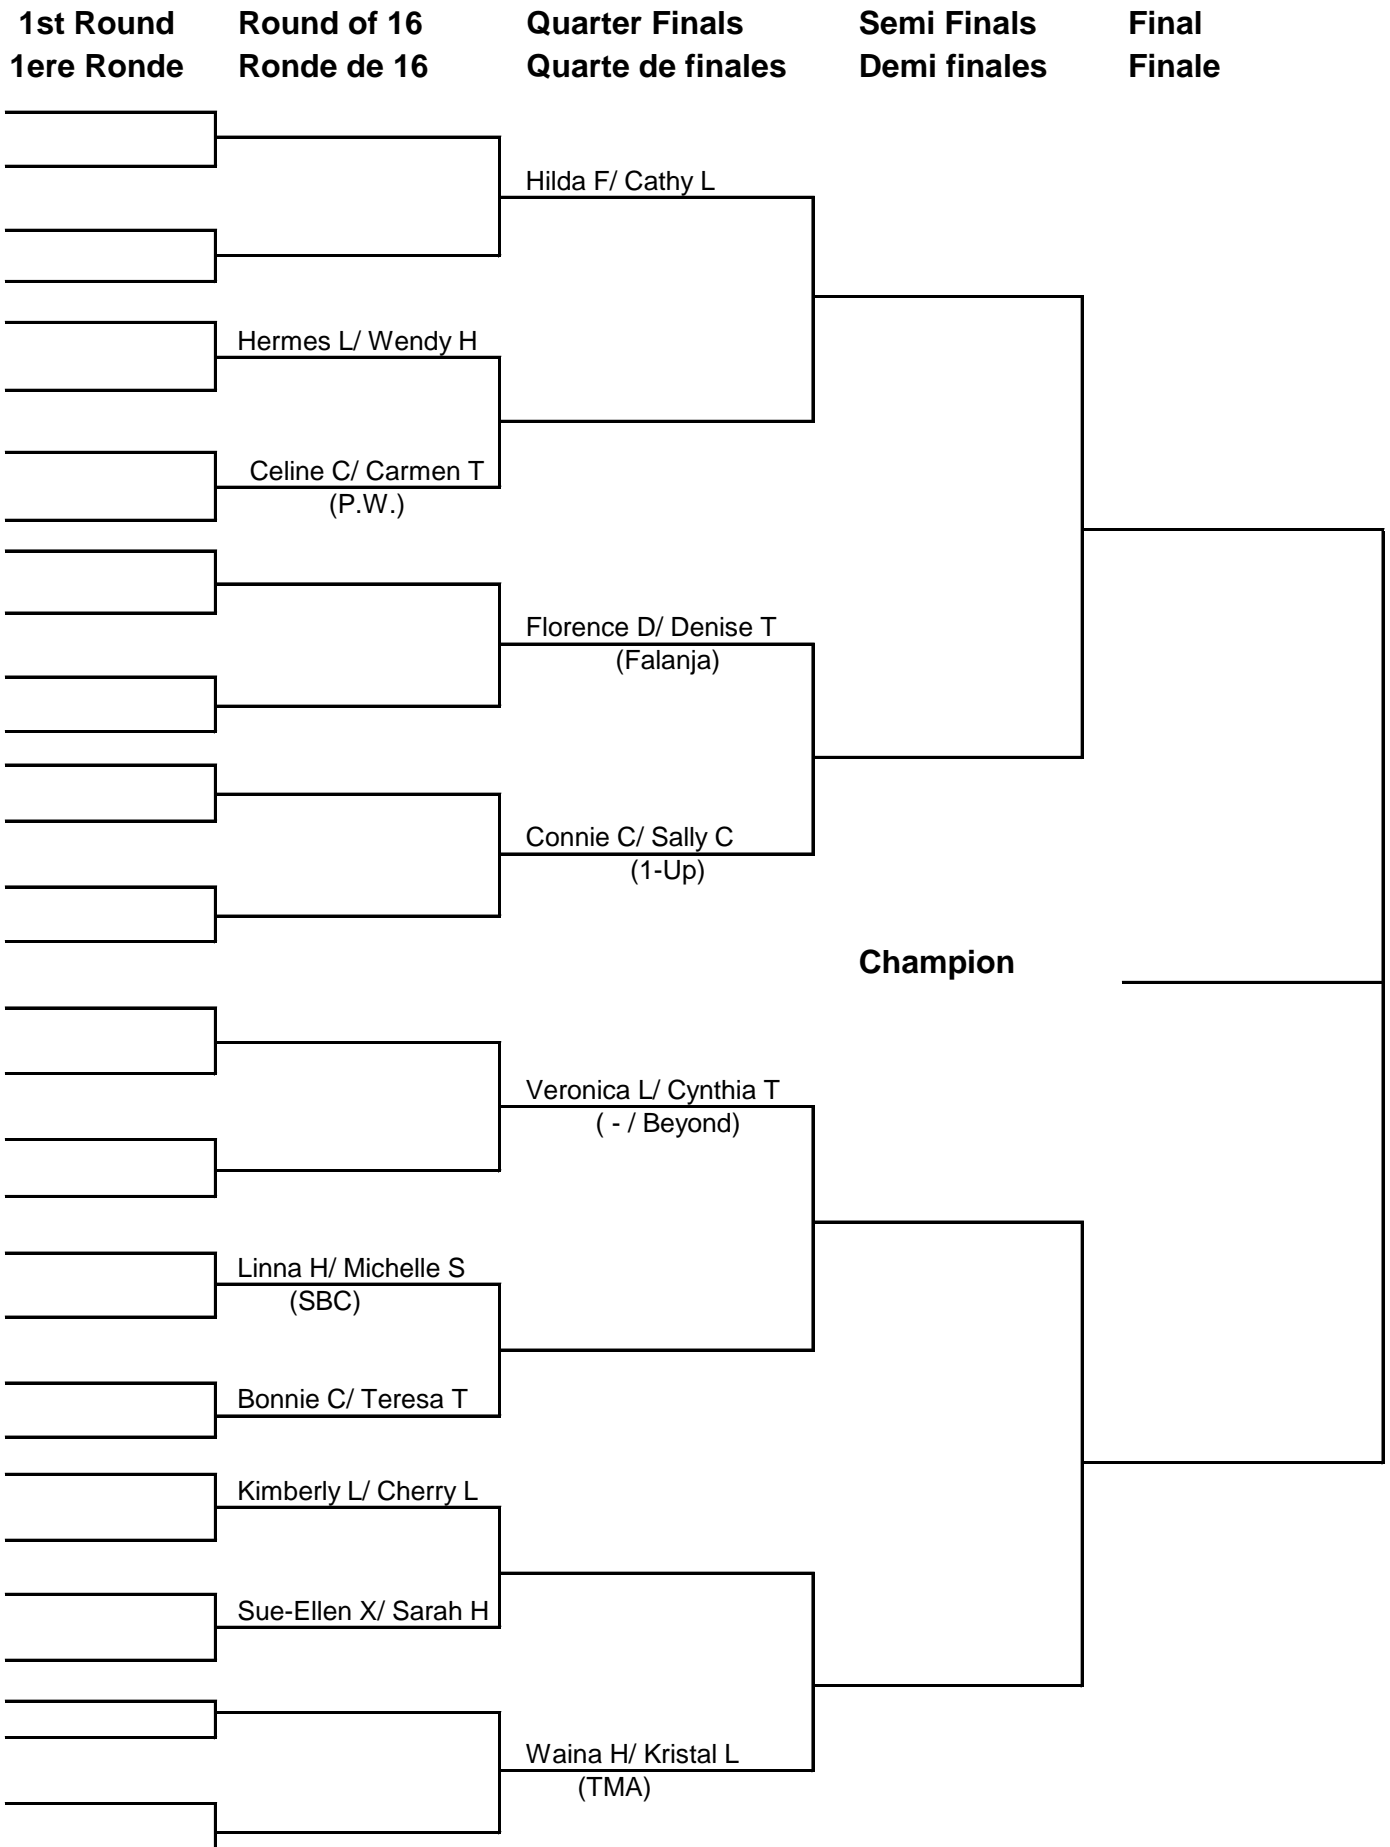 1st Round Round of 16 Quarter Finals Semi Finals Final
1ere Ronde Ronde de 16 Quarte de finales Demi finales Finale
Hilda F/ Cathy L
Hermes L/ Wendy H
Celine C/ Carmen T
(P.W.)
Florence D/ Denise T
(Falanja)
Connie C/ Sally C
(1-Up)
Champion
Veronica L/ Cynthia T
( - / Beyond)
Linna H/ Michelle S
(SBC)
Bonnie C/ Teresa T
Kimberly L/ Cherry L
Sue-Ellen X/ Sarah H
Waina H/ Kristal L
(TMA)